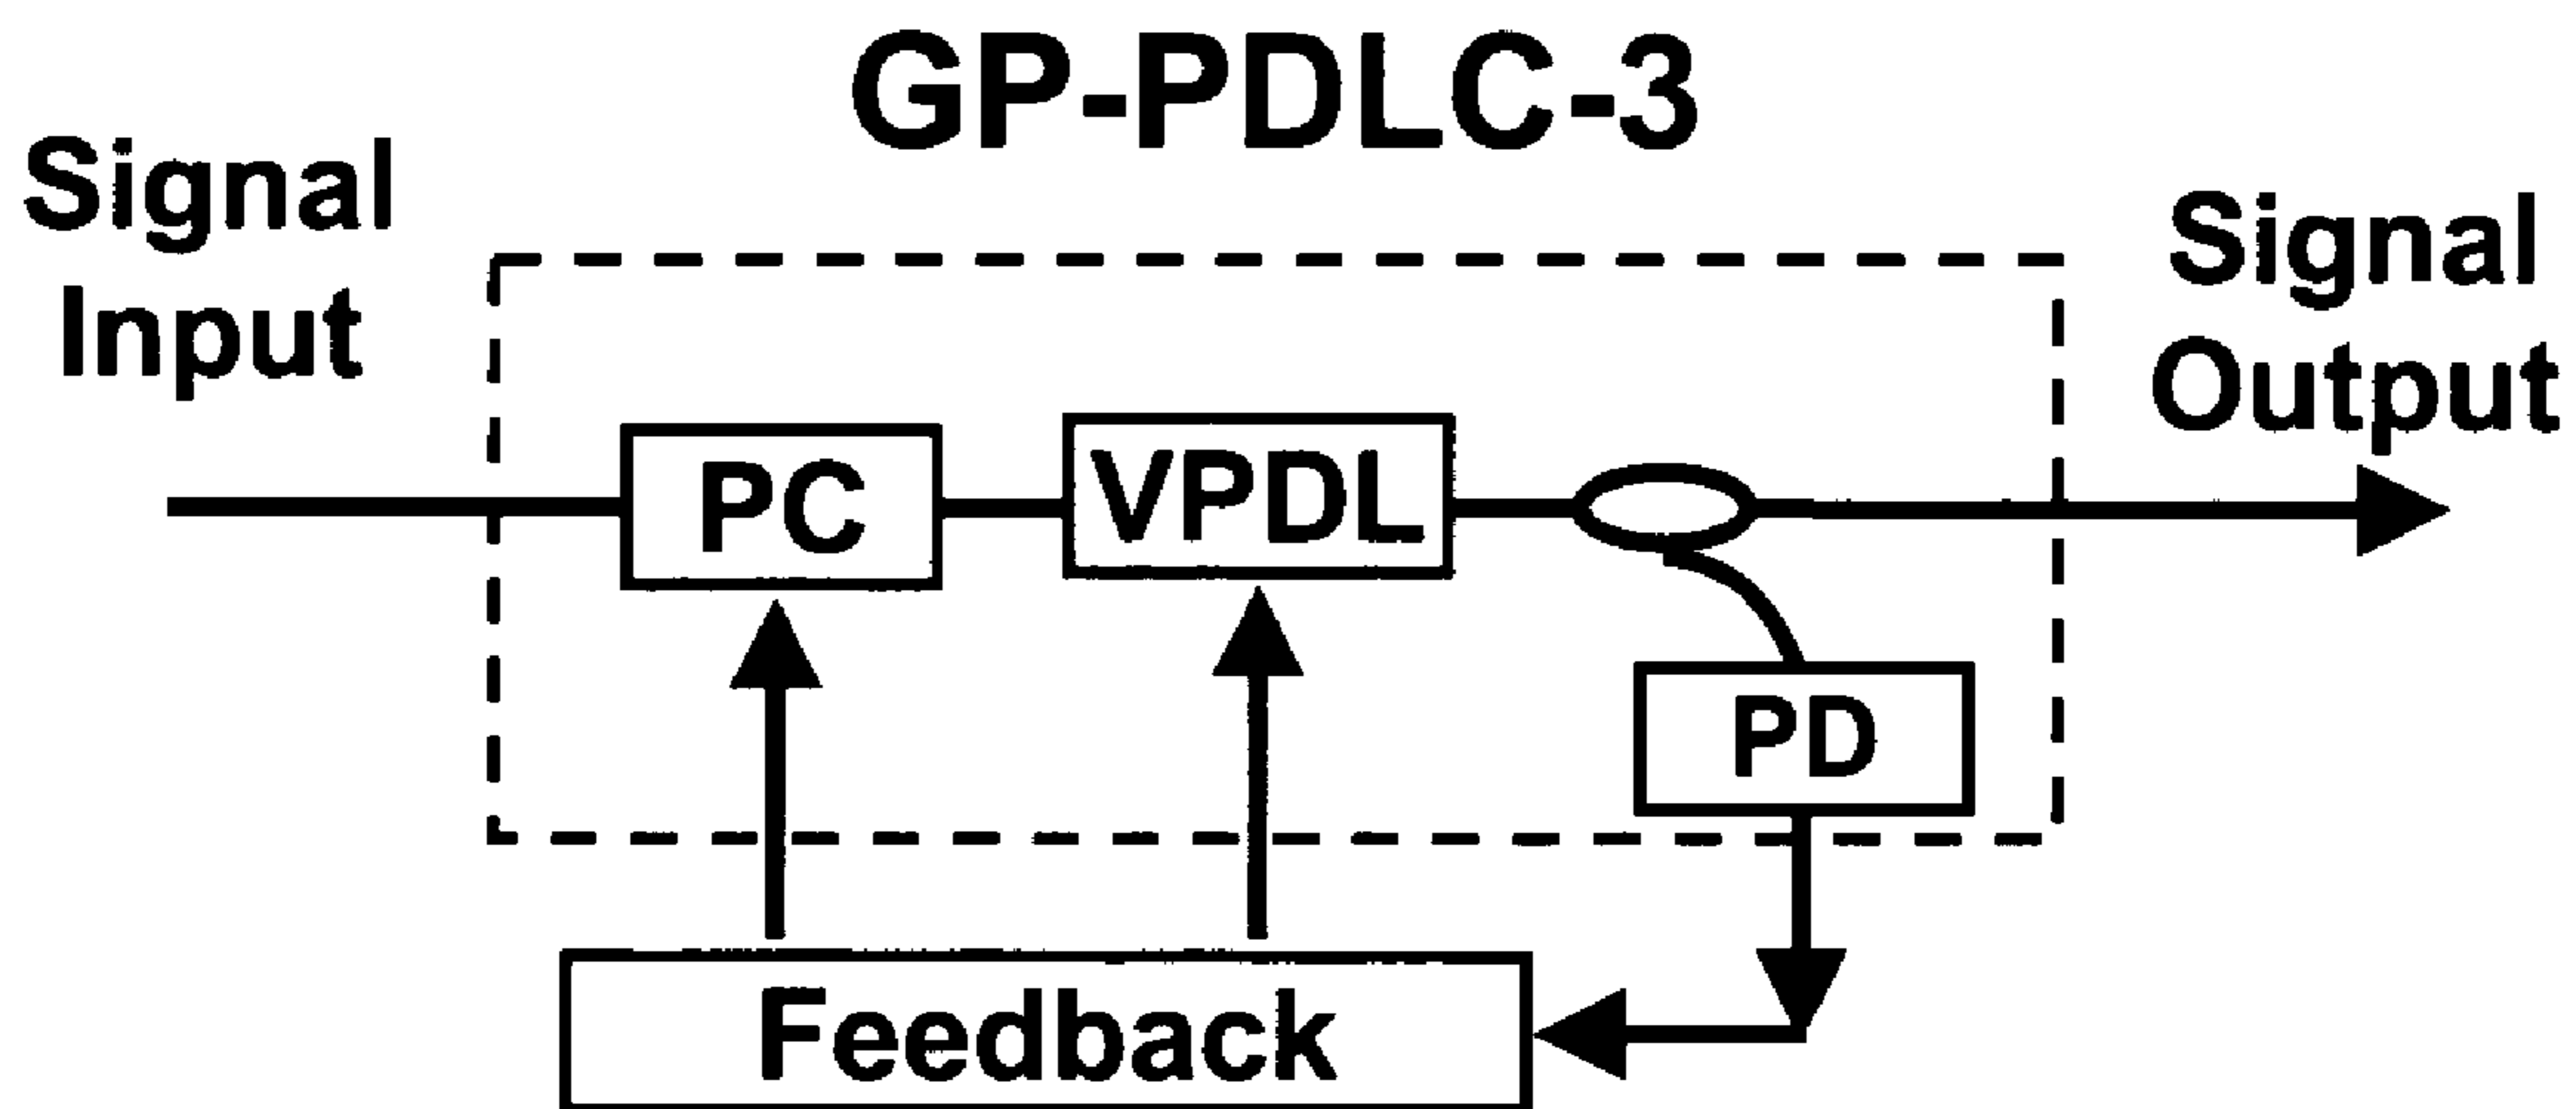 GP-PDLC-3
Signal
Input
Signal
Output
PC
VPDL
PD
Feedback